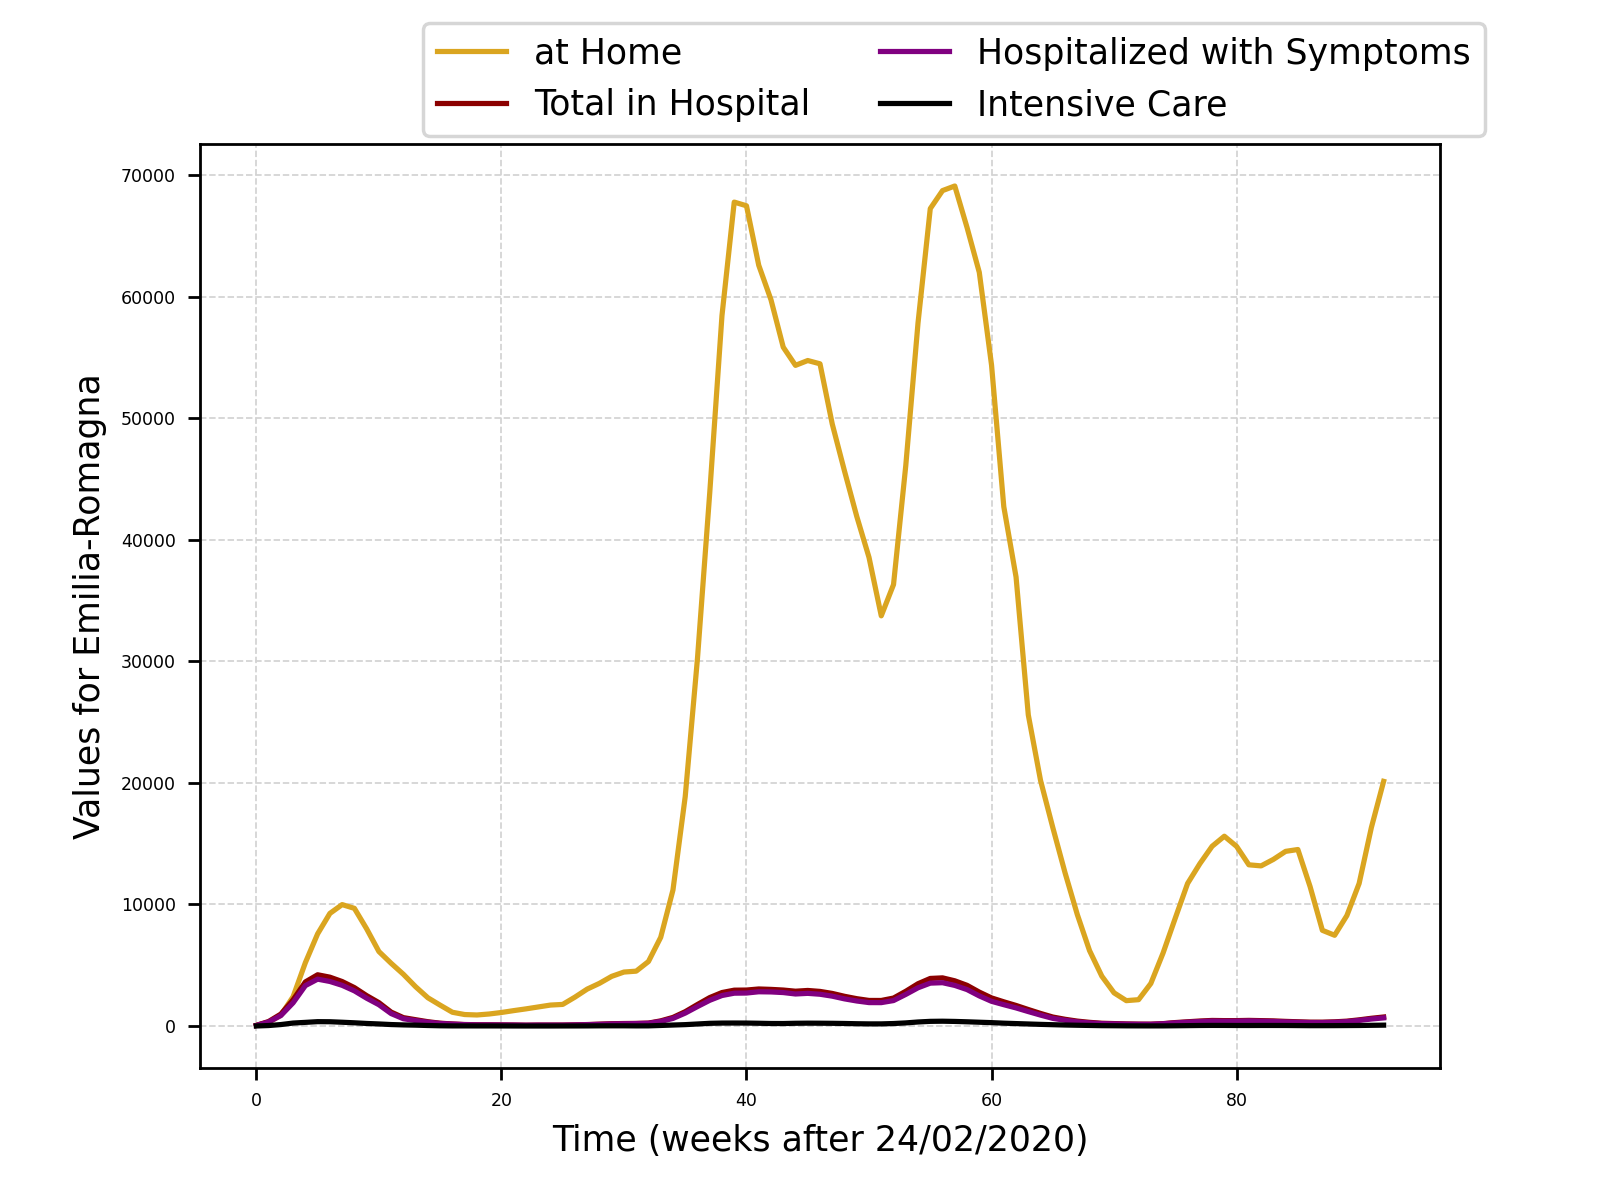 at Home
Total in Hospital
Hospitalized with Symptoms
Intensive Care
Values for Emilia-Romagna
70000
60000
50000
40000
30000
20000
10000
0
0 20 40 60 80
Time (weeks after 24/02/2020)